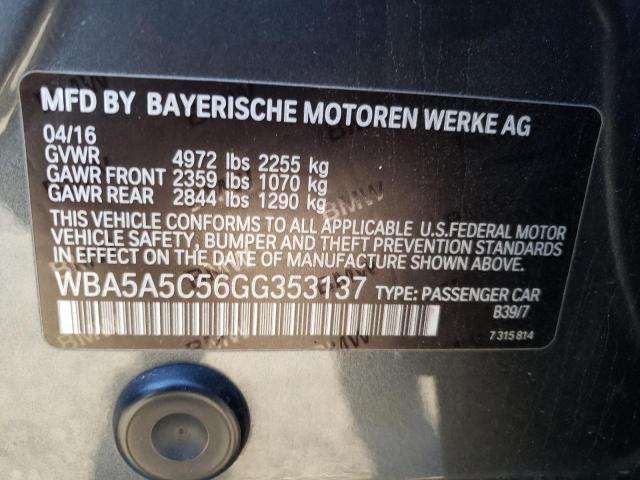 MFD BY BAYERISCHE MOTOREN WERKE AG
04/16
GVWR 4972 lbs 2255 kg
GAWR FRONT 2359 lbs 1070 kg
GAWR REAR 2844 lbs 1290 kg
THIS VEHICLE CONFORMS TO ALL APPLICABLE U.S.FEDERAL MOTOR
VEHICLE SAFETY, BUMPER AND THEFT PREVENTION STANDARDS
IN EFFECT ON THE DATE OF MANUFACTURE SHOWN ABOVE.
WBA5A5C56GG353137 TYPE: PASSENGER CAR
B39/7
7 315 814